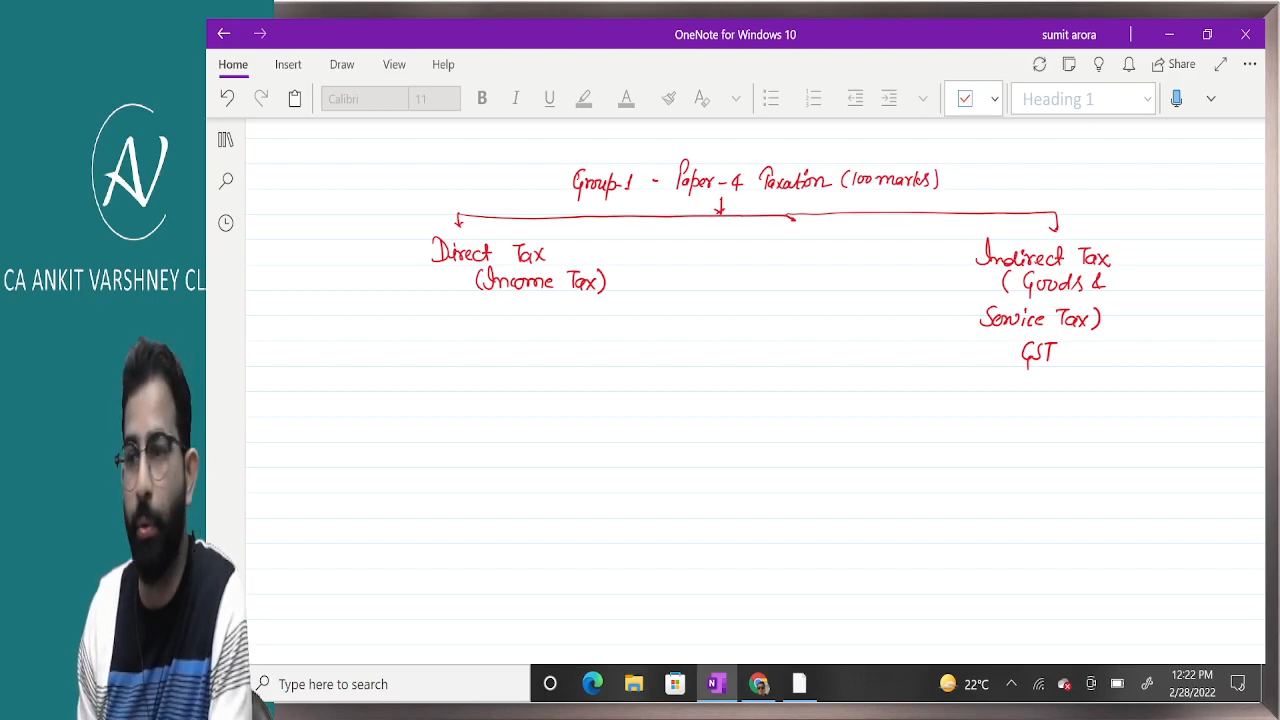 OneNote for Windows 10
sumit arora
Home Insert Draw View Help
Share
Calibri 11
Heading 1
AV
CA ANKIT VARSHNEY CL
Group-1 - Paper-4 Taxation (100 marks)
Direct Tax
(Income Tax)
Indirect Tax
(Goods &
Service Tax)
GST
Type here to search
22°C
12:22 PM
2/28/2022